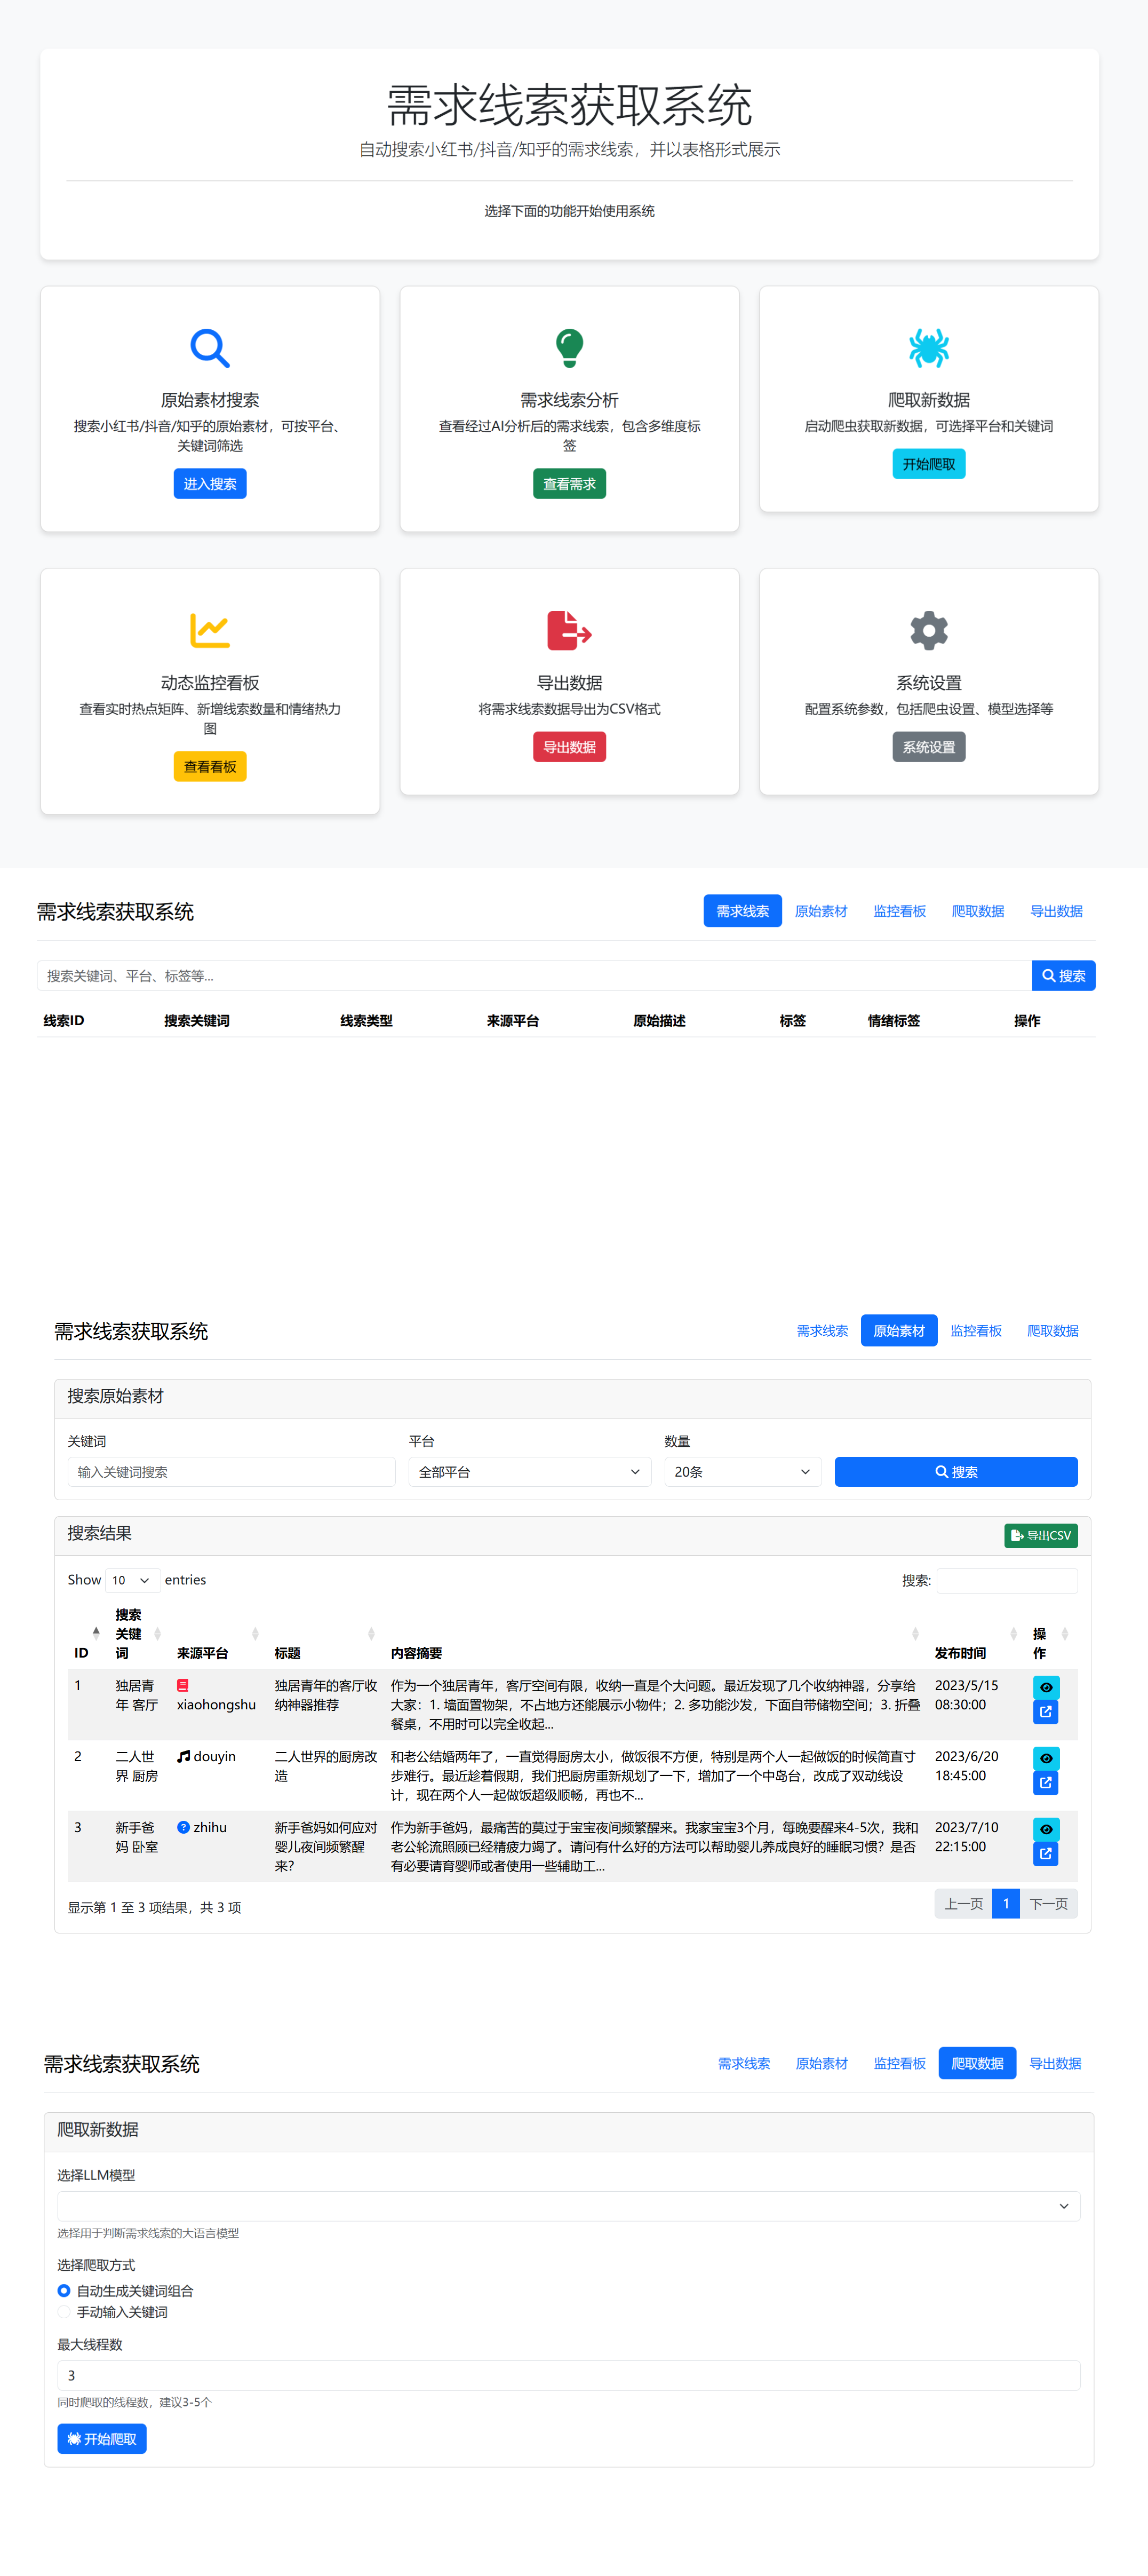 需求线索获取系统
自动搜索小红书/抖音/知乎的需求线索，并以表格形式展示
选择下面的功能开始使用系统
原始素材搜索
搜索小红书/抖音/知乎的原始素材，可按平台、
关键词筛选
进入搜索
需求线索分析
查看经过AI分析后的需求线索，包含多维度标
签
查看需求
爬取新数据
启动爬虫获取新数据，可选择平台和关键词
开始爬取
动态监控看板
查看实时热点矩阵、新增线索数量和情绪热力
图
查看看板
导出数据
将需求线索数据导出为CSV格式
导出数据
系统设置
配置系统参数，包括爬虫设置、模型选择等
系统设置
需求线索获取系统 需求线索 原始素材 监控看板 爬取数据 导出数据
搜索关键词、平台、标签等... 搜索
线索ID 搜索关键词 线索类型 来源平台 原始描述 标签 情绪标签 操作
需求线索获取系统 需求线索 原始素材 监控看板 爬取数据
搜索原始素材
关键词 平台 数量
输入关键词搜索 全部平台 20条 搜索
搜索结果 导出CSV
Show 10 entries 搜索:
ID 搜索关键词 来源平台 标题 内容摘要 发布时间 操作
1 独居青 独居青年的客厅收 作为一个独居青年，客厅空间有限，收纳一直是个大问题。最近发现了几个收纳神器，分享给 2023/5/15
年 客厅 xiaohongshu 纳神器推荐 大家：1. 墙面置物架，不占地方还能展示小物件；2. 多功能沙发，下面自带储物空间；3. 折叠 08:30:00
餐桌，不用时可以完全收起...
2 二人世 douyin 二人世界的厨房改 和老公结婚两年了，一直觉得厨房太小，做饭很不方便，特别是两个人一起做饭的时候简直寸 2023/6/20
界 厨房 造 步难行。最近趁着假期，我们把厨房重新规划了一下，增加了一个中岛台，改成了双动线设 18:45:00
计，现在两个人一起做饭超级顺畅，再也不...
3 新手爸 zhihu 新手爸妈如何应对 作为新手爸妈，最痛苦的莫过于宝宝夜间频繁醒来。我家宝宝3个月，每晚要醒来4-5次，我和 2023/7/10
妈 卧室 婴儿夜间频繁醒 老公轮流照顾已经精疲力竭了。请问有什么好的方法可以帮助婴儿养成良好的睡眠习惯？是否 22:15:00
来? 有必要请育婴师或者使用一些辅助工...
显示第 1 至 3 项结果，共 3 项 上一页 1 下一页
需求线索获取系统 需求线索 原始素材 监控看板 爬取数据 导出数据
爬取新数据
选择LLM模型
选择用于判断需求线索的大语言模型
选择爬取方式
自动生成关键词组合
手动输入关键词
最大线程数
3
同时爬取的线程数，建议3-5个
开始爬取